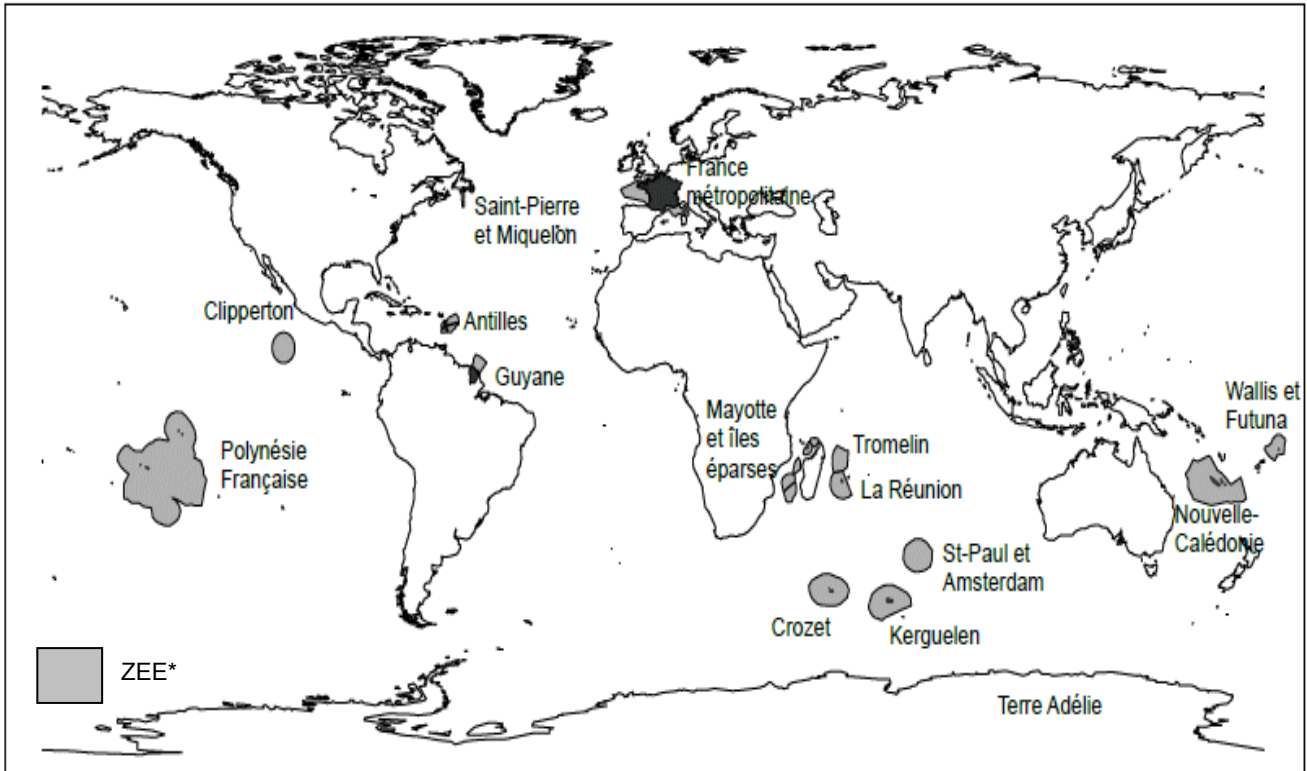 France
métropolitaine
Saint-Pierre
et Miquelon
Clipperton
Antilles
Guyane
Polynésie
Française
Mayotte
et îles
éparses
Tromelin
La Réunion
Wallis et
Futuna
Nouvelle-
Calédonie
St-Paul et
Amsterdam
Crozet
Kerguelen
ZEE*
Terre Adélie